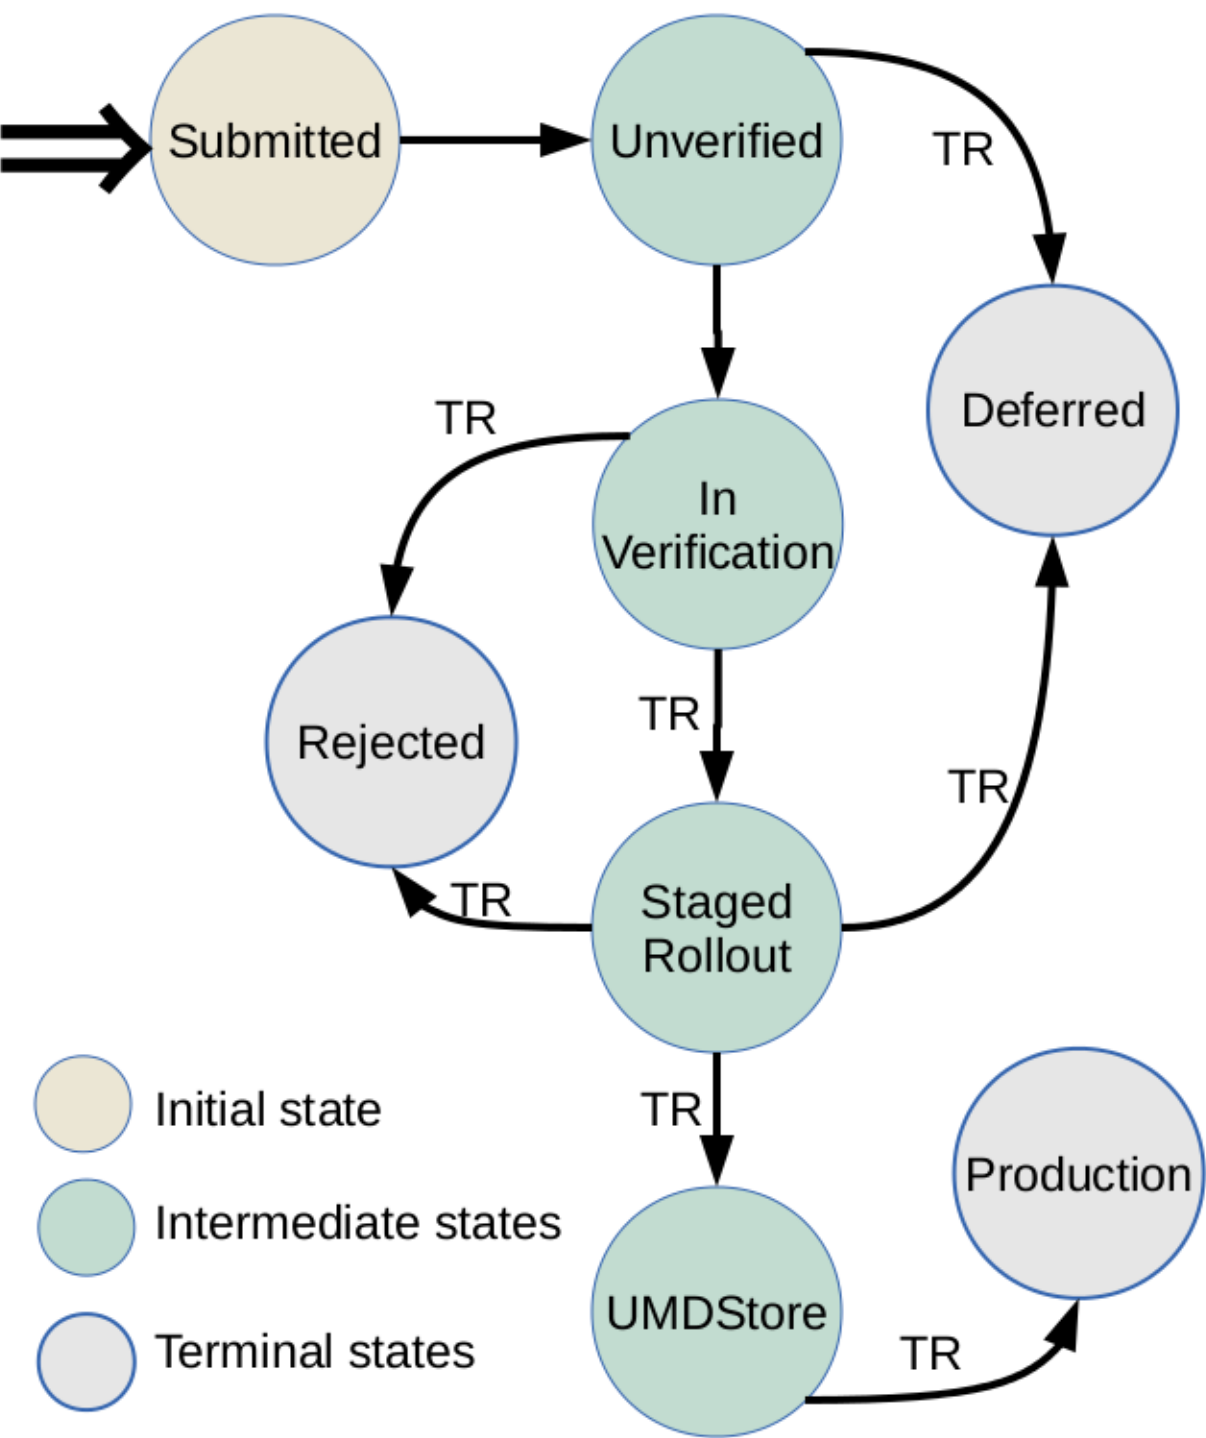 Submitted
Unverified
TR
Deferred
TR
In
Verification
Rejected
TR
TR
TR
Staged
Rollout
TR
Initial state
Production
Intermediate states
UMDStore
Terminal states
TR